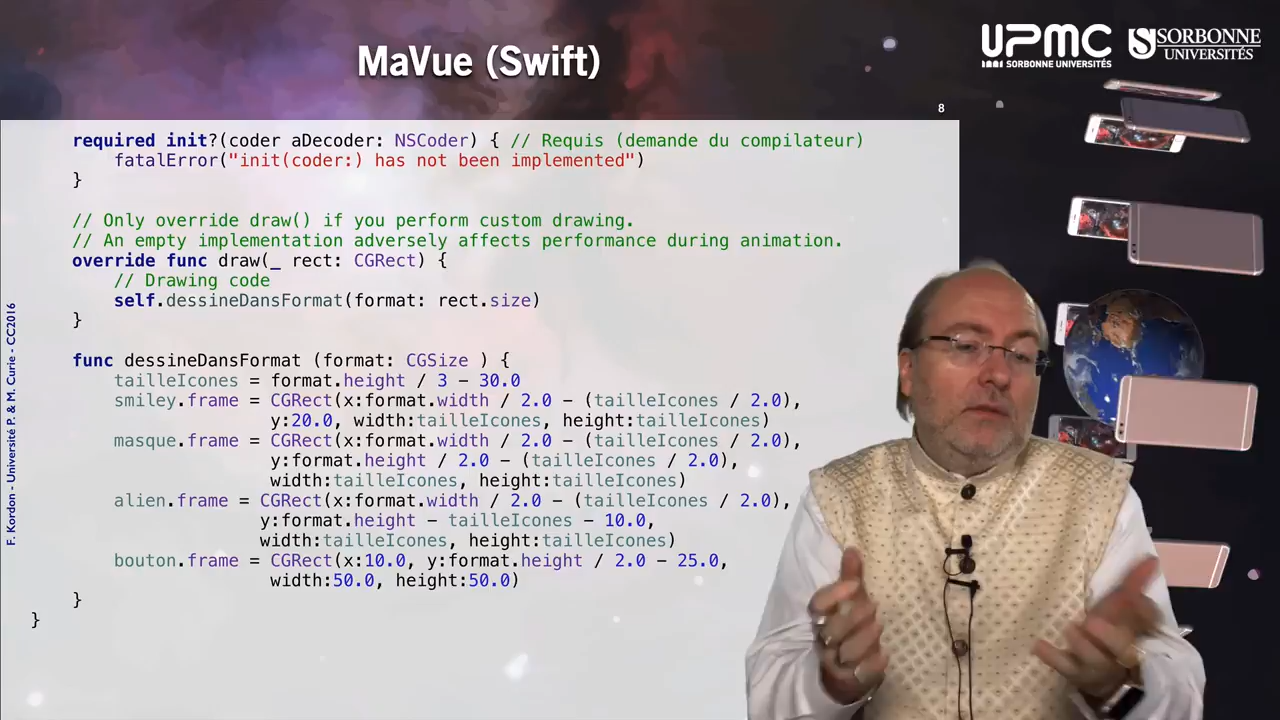 MaVue (Swift)
UPMC
SORBONNE UNIVERSITÉS
SORBONNE
UNIVERSITÉS
8
required init?(coder aDecoder: NSCoder) { // Requis (demande du compilateur)
fatalError("init(coder:) has not been implemented")
}
// Only override draw() if you perform custom drawing.
// An empty implementation adversely affects performance during animation.
override func draw(_ rect: CGRect) {
// Drawing code
self.dessineDansFormat(format: rect.size)
}
func dessineDansFormat (format: CGSize ) {
tailleIcones = format.height / 3 - 30.0
smiley.frame = CGRect(x:format.width / 2.0 - (tailleIcones / 2.0),
y:20.0, width:tailleIcones, height:tailleIcones)
masque.frame = CGRect(x:format.width / 2.0 - (tailleIcones / 2.0),
y:format.height / 2.0 - (tailleIcones / 2.0),
width:tailleIcones, height:tailleIcones)
alien.frame = CGRect(x:format.width / 2.0 - (tailleIcones / 2.0),
y:format.height - tailleIcones - 10.0,
width:tailleIcones, height:tailleIcones)
bouton.frame = CGRect(x:10.0, y:format.height / 2.0 - 25.0,
width:50.0, height:50.0)
}
}
F. Kordon - Université P. & M. Curie - CC2016